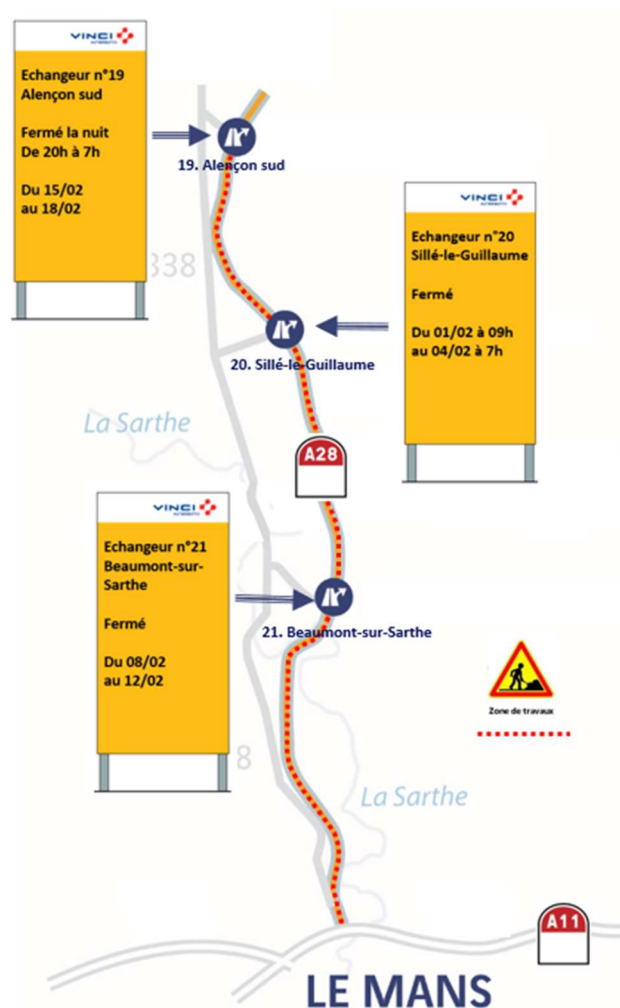 VINCI
AUTOROUTES
Echangeur n°19
Alençon sud
Fermé la nuit
De 20h à 7h
Du 15/02
au 18/02
19. Alençon sud
VINCI
AUTOROUTES
Echangeur n°20
Sillé-le-Guillaume
Fermé
Du 01/02 à 09h
au 04/02 à 7h
338
20. Sillé-le-Guillaume
La Sarthe
A28
VINCI
AUTOROUTES
Echangeur n°21
Beaumont-sur-
Sarthe
Fermé
Du 08/02
au 12/02
21. Beaumont-sur-Sarthe
Zone de travaux
8
La Sarthe
A11
LE MANS